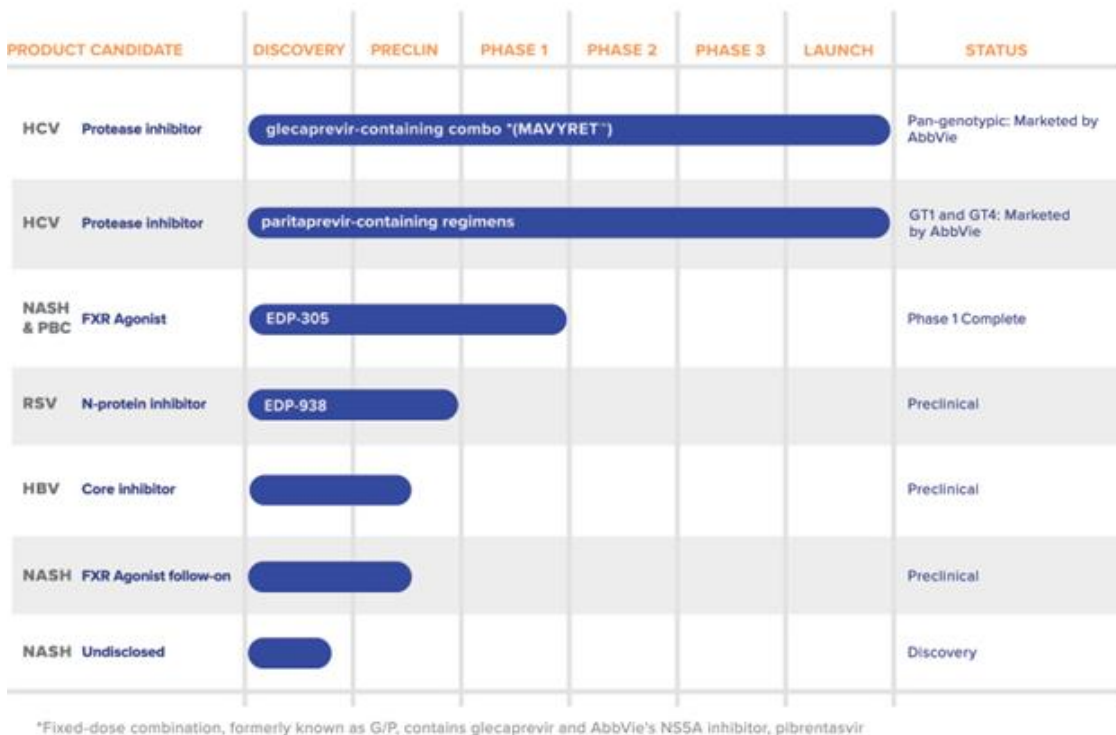 PRODUCT CANDIDATE DISCOVERY PRECLIN PHASE 1 PHASE 2 PHASE 3 LAUNCH STATUS
HCV Protease inhibitor glecaprevir-containing combo *(MAVYRET™) Pan-genotypic: Marketed by
AbbVie
HCV Protease inhibitor paritaprevir-containing regimens GT1 and GT4: Marketed
by AbbVie
NASH
& PBC FXR Agonist EDP-305 Phase 1 Complete
RSV N-protein inhibitor EDP-938 Preclinical
HBV Core inhibitor Preclinical
NASH FXR Agonist follow-on Preclinical
NASH Undisclosed Discovery
*Fixed-dose combination, formerly known as G/P, contains glecaprevir and AbbVie's NS5A inhibitor, pibrentasvir